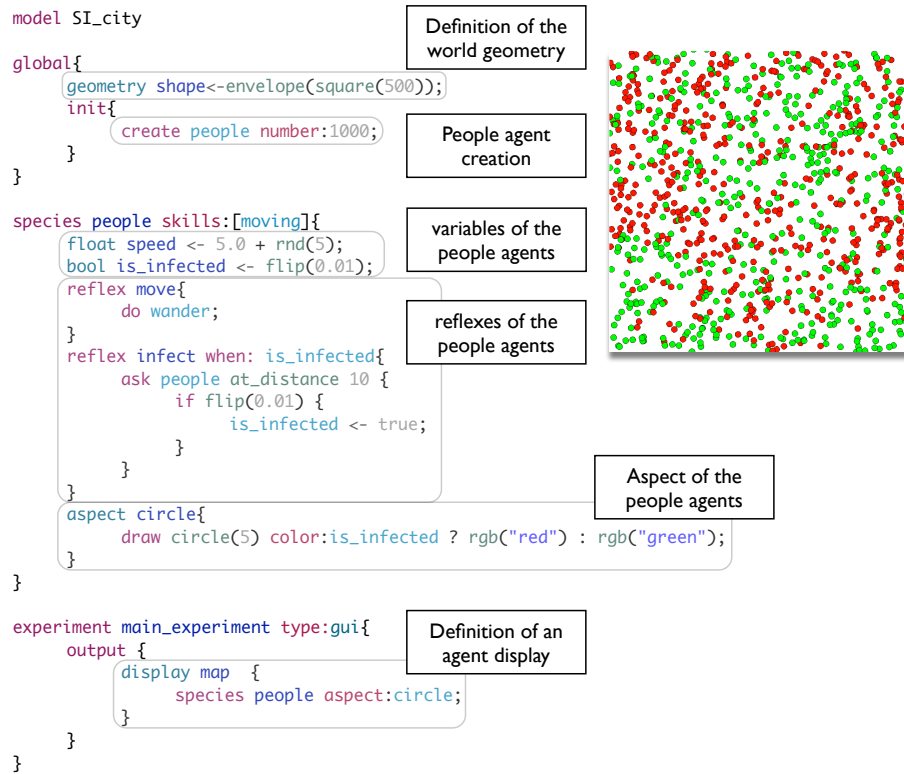 model SI_city
Definition of the
world geometry
global{
geometry shape<-envelope(square(500));
init{
create people number:1000;
People agent
creation
}
}
species people skills:[moving]{
float speed <- 5.0 + rnd(5);
bool is_infected <- flip(0.01);
variables of the
people agents
reflex move{
do wander;
}
reflex infect when: is_infected{
ask people at_distance 10 {
if flip(0.01) {
is_infected <- true;
}
}
}
reflexes of the
people agents
Aspect of the
people agents
aspect circle{
draw circle(5) color:is_infected ? rgb("red") : rgb("green");
}
}
experiment main_experiment type:gui{
output {
Definition of an
agent display
display map {
species people aspect:circle;
}
}
}